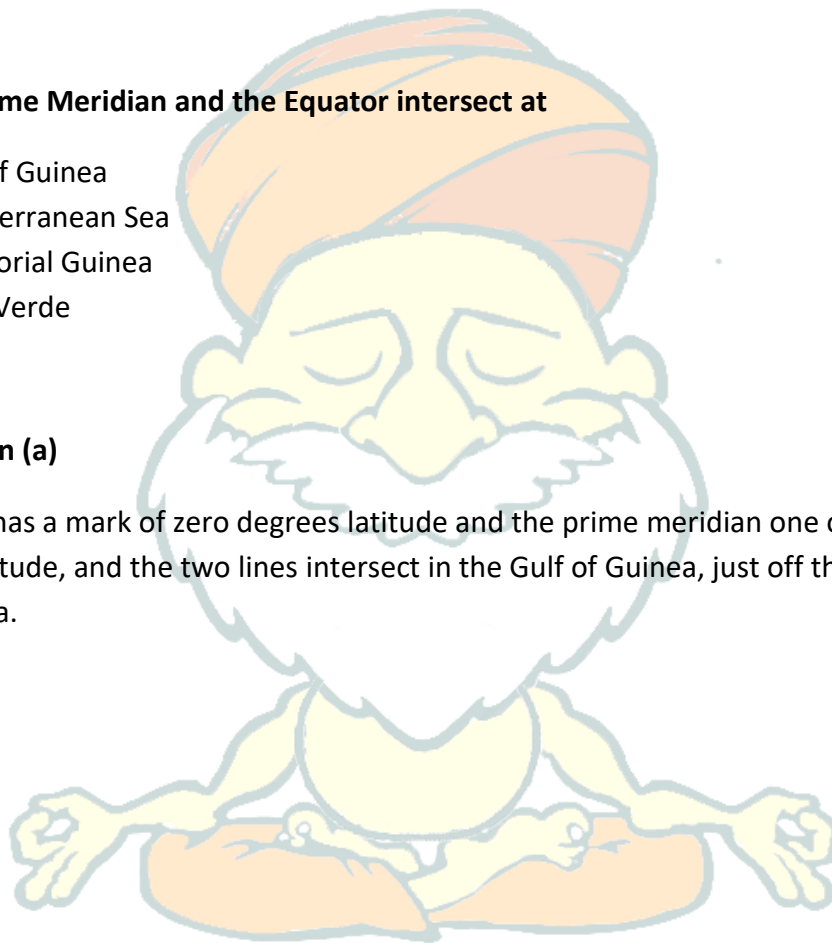 me Meridian and the Equator intersect at
f Guinea
erranean Sea
orial Guinea
Verde
n (a)
has a mark of zero degrees latitude and the prime meridian one
tude, and the two lines intersect in the Gulf of Guinea, just off th
a.